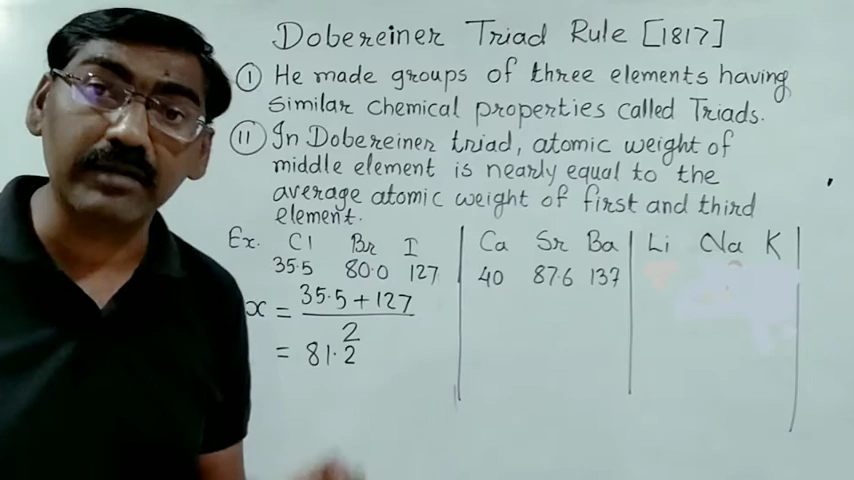 Dobereiner Triad Rule [1817]
I He made groups of three elements having
similar chemical properties called Triads.
II In Dobereiner triad, atomic weight of
middle element is nearly equal to the
average atomic weight of first and third
element.
Ex. Cl Br I Ca Sr Ba Li Na K
35.5 80.0 127 40 87.6 137
x = 35.5 + 127
2
= 81.2